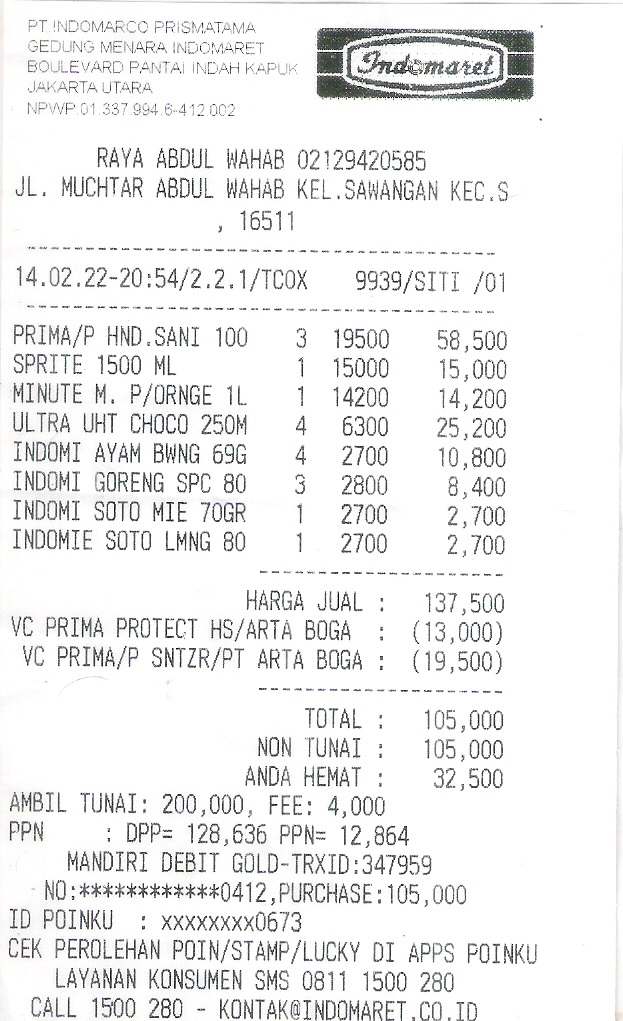 PT.INDOMARCO PRISMATAMA
GEDUNG MENARA INDOMARET
BOULEVARD PANTAI INDAH KAPUK
JAKARTA UTARA
NPWP.01.337.994.6-412.002
Indomaret
RAYA ABDUL WAHAB 02129420585
JL. MUCHTAR ABDUL WAHAB KEL.SAWANGAN KEC.S
, 16511
14.02.22-20:54/2.2.1/TCOX 9939/SITI /01
PRIMA/P HND.SANI 100 3 19500 58,500
SPRITE 1500 ML 1 15000 15,000
MINUTE M. P/ORNGE 1L 1 14200 14,200
ULTRA UHT CHOCO 250M 4 6300 25,200
INDOMI AYAM BWNG 69G 4 2700 10,800
INDOMI GORENG SPC 80 3 2800 8,400
INDOMI SOTO MIE 70GR 1 2700 2,700
INDOMIE SOTO LMNG 80 1 2700 2,700
HARGA JUAL : 137,500
VC PRIMA PROTECT HS/ARTA BOGA : (13,000)
VC PRIMA/P SNTZR/PT ARTA BOGA : (19,500)
TOTAL : 105,000
NON TUNAI : 105,000
ANDA HEMAT : 32,500
AMBIL TUNAI: 200,000, FEE: 4,000
PPN : DPP= 128,636 PPN= 12,864
MANDIRI DEBIT GOLD-TRXID:347959
NO:************0412,PURCHASE:105,000
ID POINKU : xxxxxxxx0673
CEK PEROLEHAN POIN/STAMP/LUCKY DI APPS POINKU
LAYANAN KONSUMEN SMS 0811 1500 280
CALL 1500 280 - KONTAK@INDOMARET.CO.ID